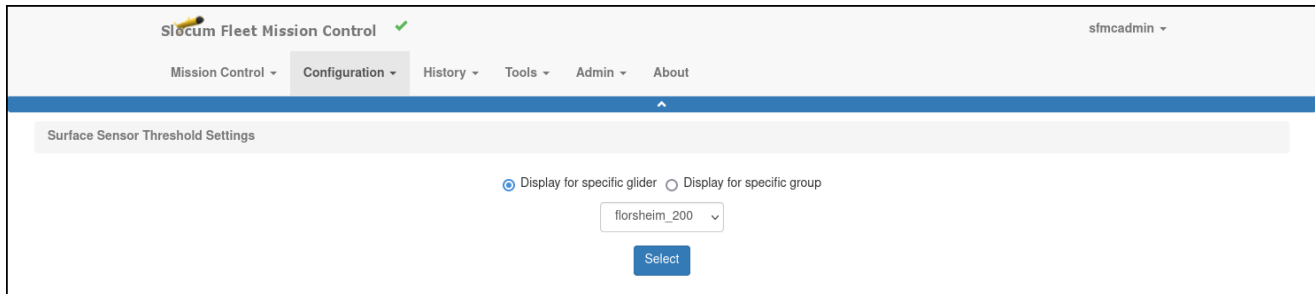 Slocum Fleet Mission Control
sfmcadmin
Mission Control Configuration History Tools Admin About
Surface Sensor Threshold Settings
Display for specific glider Display for specific group
florsheim_200
Select